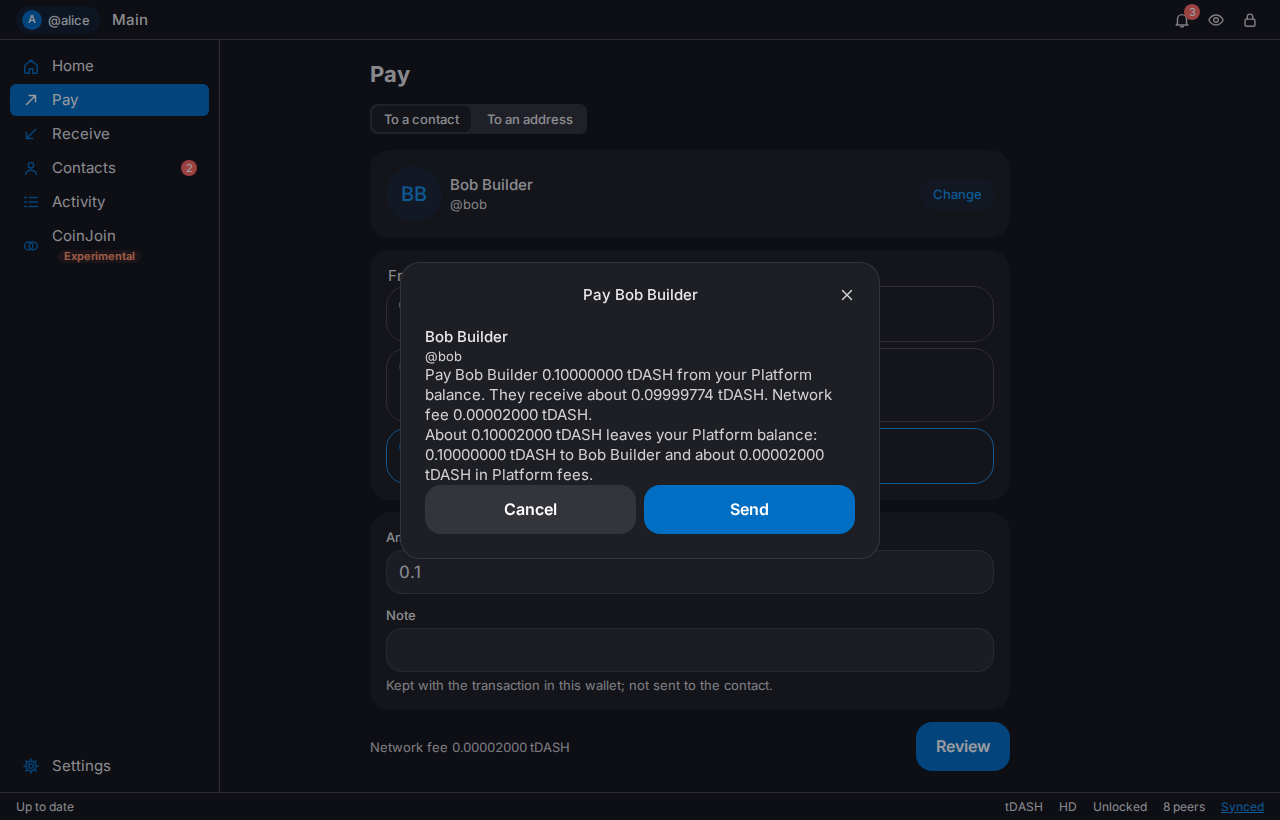 A @alice Main 3
Home
Pay
Receive
Contacts 2
Activity
CoinJoin
Experimental
Settings
Pay
To a contact To an address
BB Bob Builder
@bob
Change
Pay Bob Builder
Bob Builder
@bob
Pay Bob Builder 0.10000000 tDASH from your Platform
balance. They receive about 0.09999774 tDASH. Network
fee 0.00002000 tDASH.
About 0.10002000 tDASH leaves your Platform balance:
0.10000000 tDASH to Bob Builder and about 0.00002000
tDASH in Platform fees.
Cancel Send
0.1
Note
Kept with the transaction in this wallet; not sent to the contact.
Network fee 0.00002000 tDASH Review
Up to date tDASH HD Unlocked 8 peers Synced